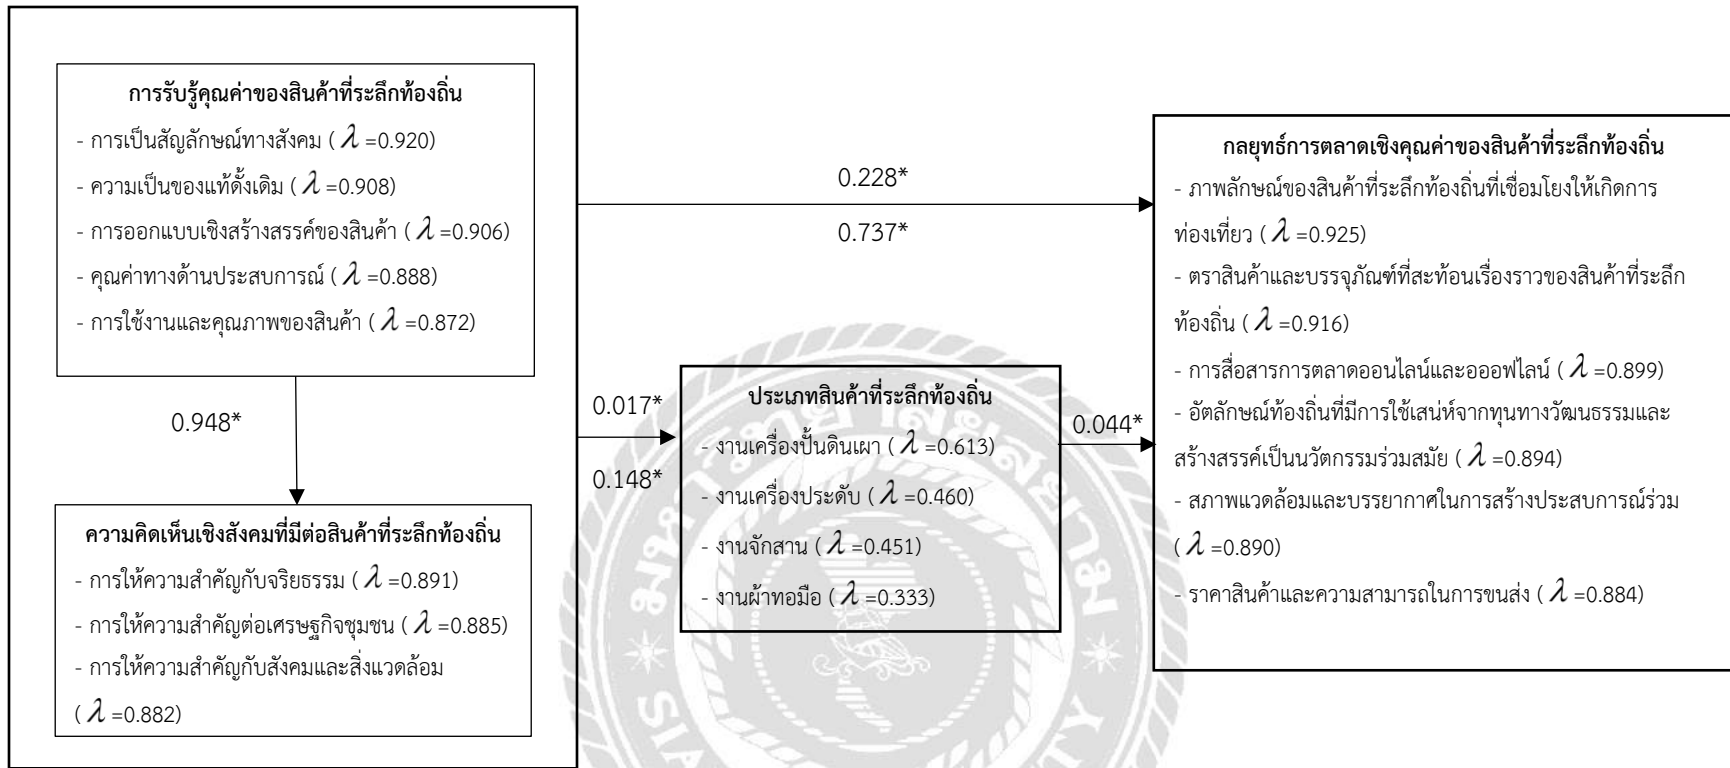 การรับรู้คุณค่าของสินค้าที่ระลึกท้องถิ่น
- การเป็นสัญลักษณ์ทางสังคม ( λ =0.920)
- ความเป็นของแท้ดั้งเดิม ( λ =0.908)
- การออกแบบเชิงสร้างสรรค์ของสินค้า ( λ =0.906)
- คุณค่าทางด้านประสบการณ์ ( λ =0.888)
- การใช้งานและคุณภาพของสินค้า ( λ =0.872)
0.948*
ความคิดเห็นเชิงสังคมที่มีต่อสินค้าที่ระลึกท้องถิ่น
- การให้ความสำคัญกับจริยธรรม ( λ =0.891)
- การให้ความสำคัญต่อเศรษฐกิจชุมชน ( λ =0.885)
- การให้ความสำคัญกับสังคมและสิ่งแวดล้อม
( λ =0.882)
0.228*
0.737*
0.017*
0.148*
ประเภทสินค้าที่ระลึกท้องถิ่น
- งานเครื่องปั้นดินเผา ( λ =0.613)
- งานเครื่องประดับ ( λ =0.460)
- งานจักสาน ( λ =0.451)
- งานผ้าทอมือ ( λ =0.333)
0.044*
กลยุทธ์การตลาดเชิงคุณค่าของสินค้าที่ระลึกท้องถิ่น
- ภาพลักษณ์ของสินค้าที่ระลึกท้องถิ่นที่เชื่อมโยงให้เกิดการ
ท่องเที่ยว ( λ =0.925)
- ตราสินค้าและบรรจุภัณฑ์ที่สะท้อนเรื่องราวของสินค้าที่ระลึก
ท้องถิ่น ( λ =0.916)
- การสื่อสารการตลาดออนไลน์และอออฟไลน์ ( λ =0.899)
- อัตลักษณ์ท้องถิ่นที่มีการใช้เสน่ห์จากทุนทางวัฒนธรรมและ
สร้างสรรค์เป็นนวัตกรรมร่วมสมัย ( λ =0.894)
- สภาพแวดล้อมและบรรยากาศในการสร้างประสบการณ์ร่วม
( λ =0.890)
- ราคาสินค้าและความสามารถในการขนส่ง ( λ =0.884)